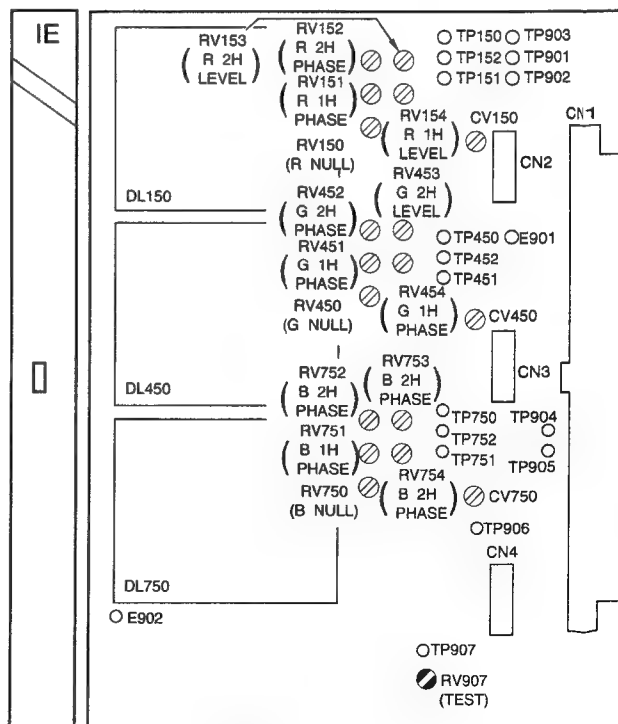 IE
RV153
R 2H
LEVEL
RV152
R 2H
PHASE
TP150
TP903
TP152
TP901
TP151
TP902
RV151
R 1H
PHASE
RV154
R 1H
LEVEL
CV150
CN1
RV150
(R NULL)
CN2
DL150
RV453
G 2H
LEVEL
RV452
G 2H
PHASE
TP450
E901
TP452
TP451
RV451
G 1H
PHASE
RV454
G 1H
PHASE
CV450
RV450
(G NULL)
CN3
DL450
RV752
B 2H
PHASE
RV753
B 2H
PHASE
TP750
TP904
TP752
TP751
TP905
RV751
B 1H
PHASE
RV754
B 2H
PHASE
CV750
RV750
(B NULL)
TP906
CN4
DL750
E902
TP907
RV907
(TEST)